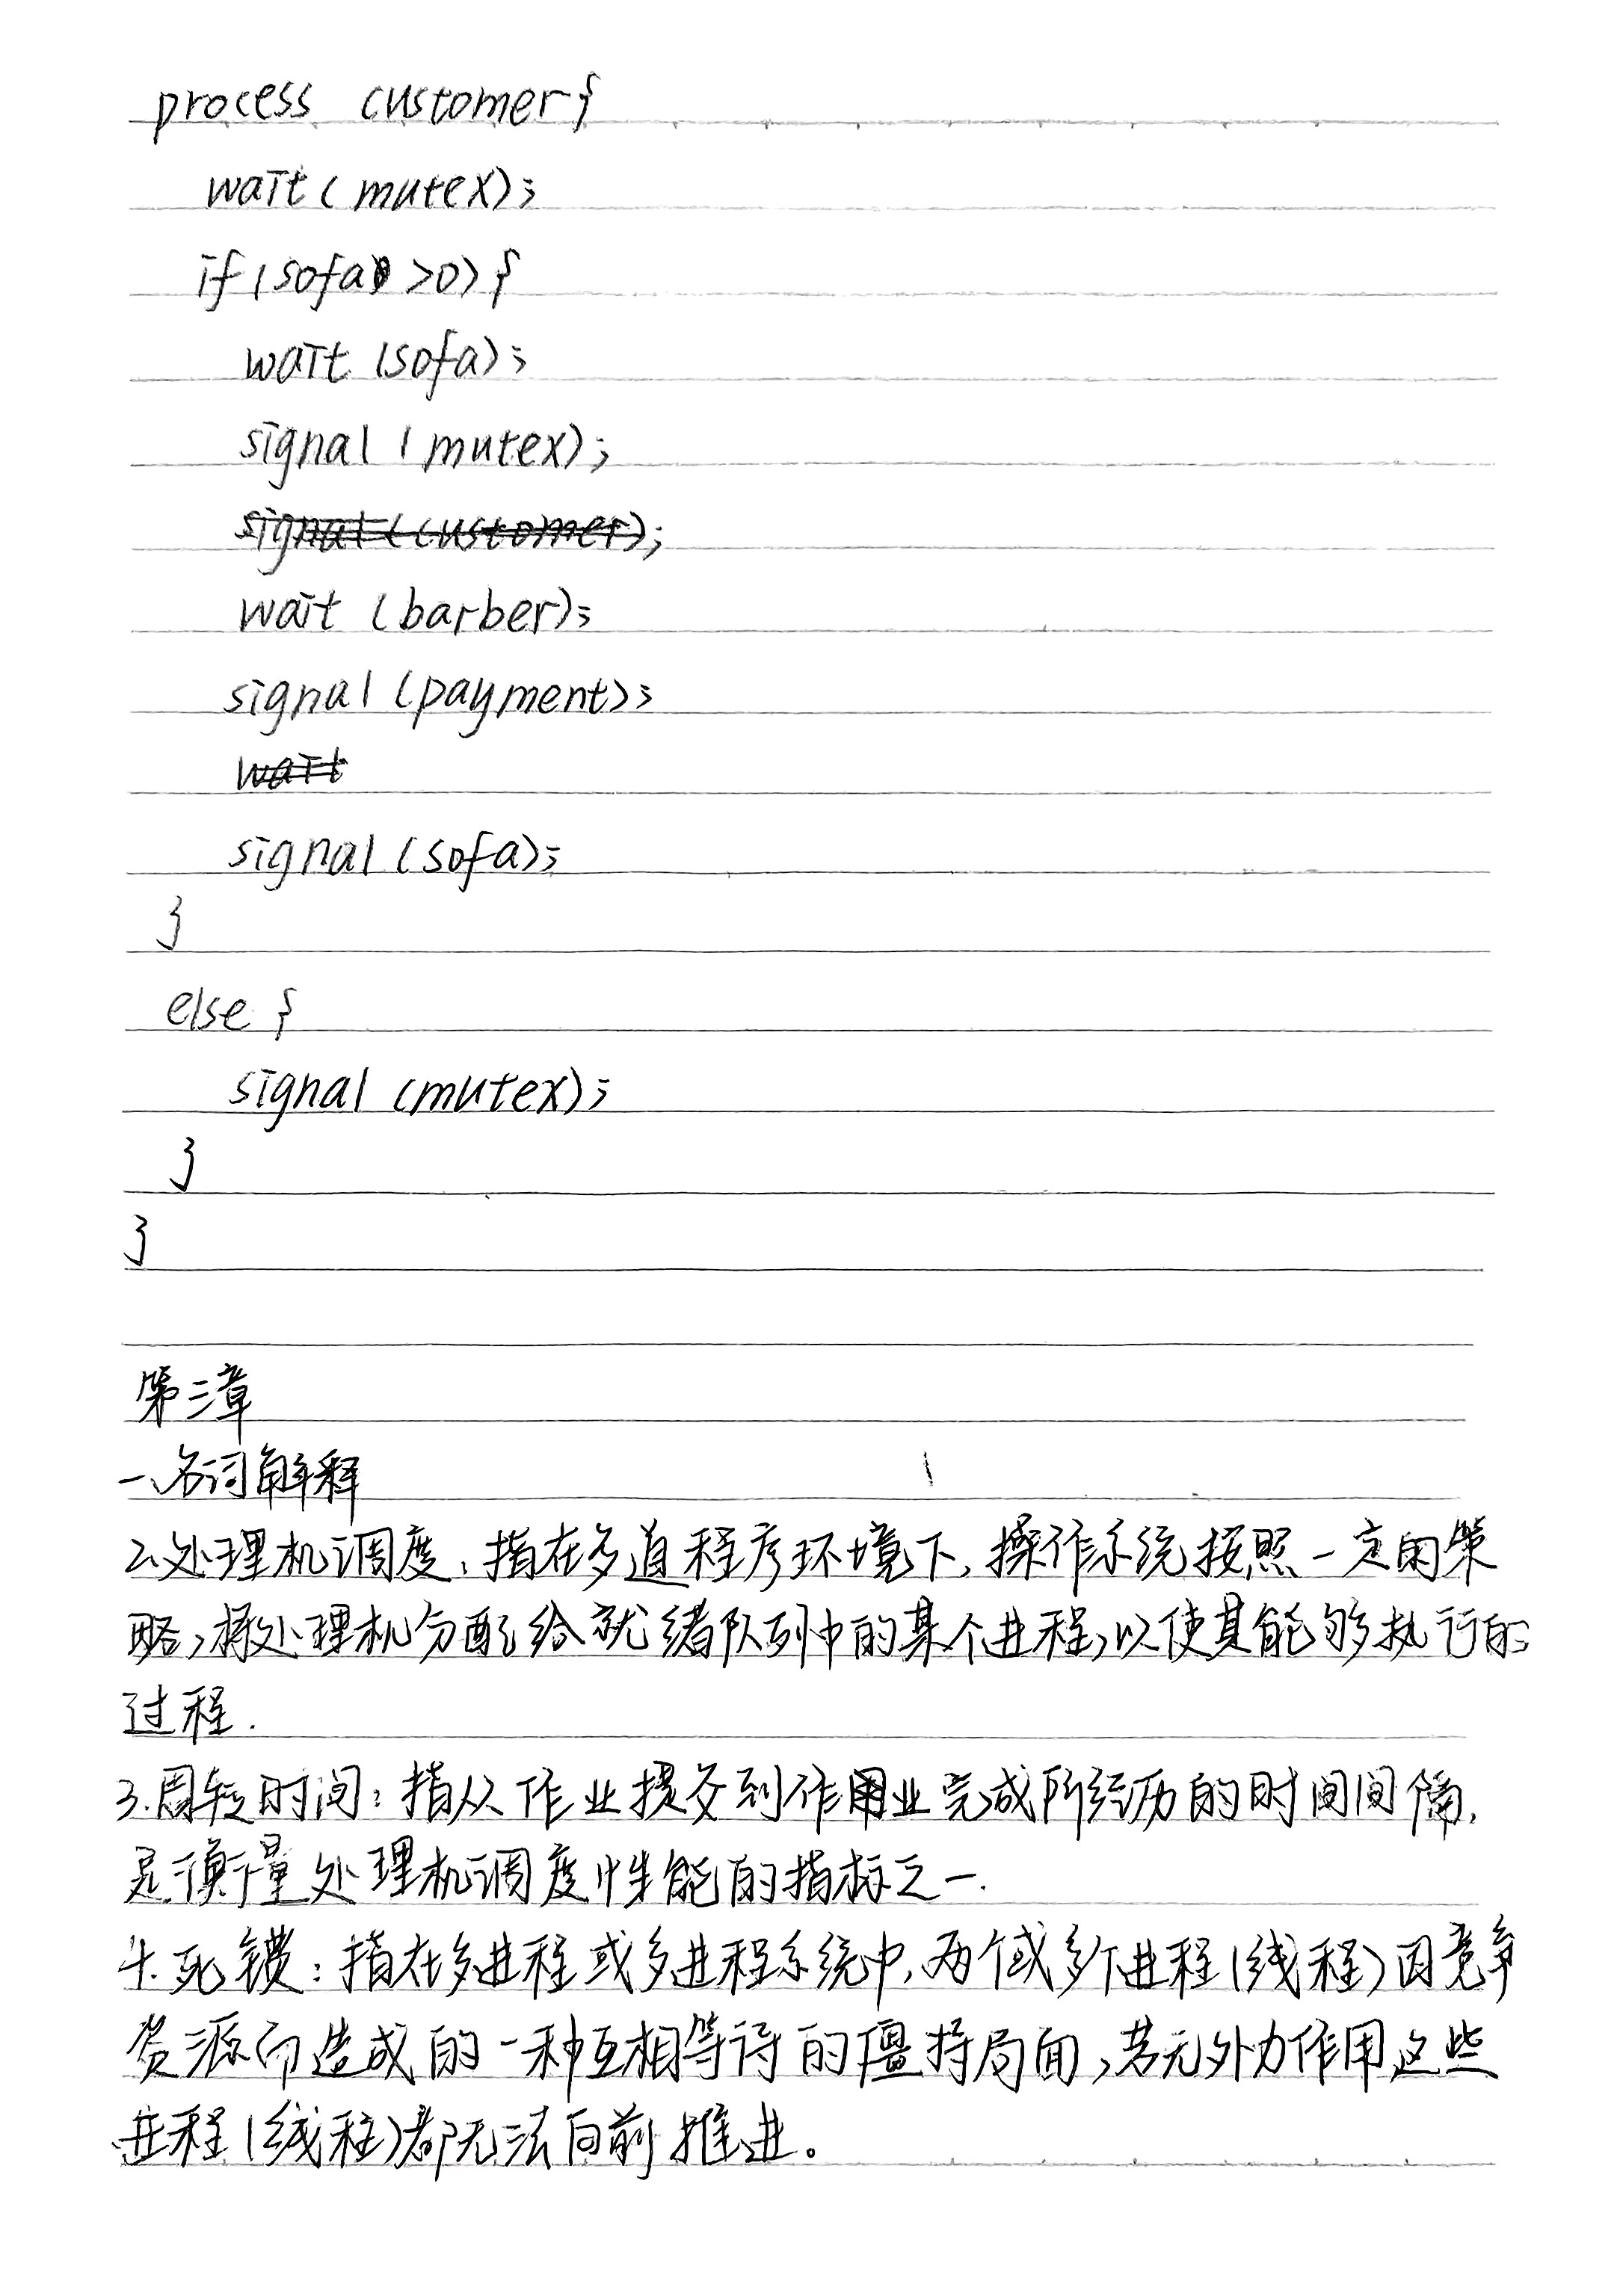 process customer{
wait(mutex);
if(sofa >0){
wait(sofa);
signal(mutex);
signal(customer);
wait(barber);
signal(payment);
wait
signal(sofa);
}
else{
signal(mutex);
}
}
第三章
一、名词解释
2.处理机调度:指在多道程序环境下,操作系统按照一定的策
略,将处理机分配给就绪队列中的某个进程,以使其能够执行的
过程.
3.周转时间:指从作业提交到作业完成所经历的时间间隔,
是衡量处理机调度性能的指标之一.
4.死锁:指在多进程或多进程系统中,两个或多个进程(线程)因竞争
资源而造成的一种互相等待的僵持局面,若无外力作用,这些
进程(线程)都无法向前推进。